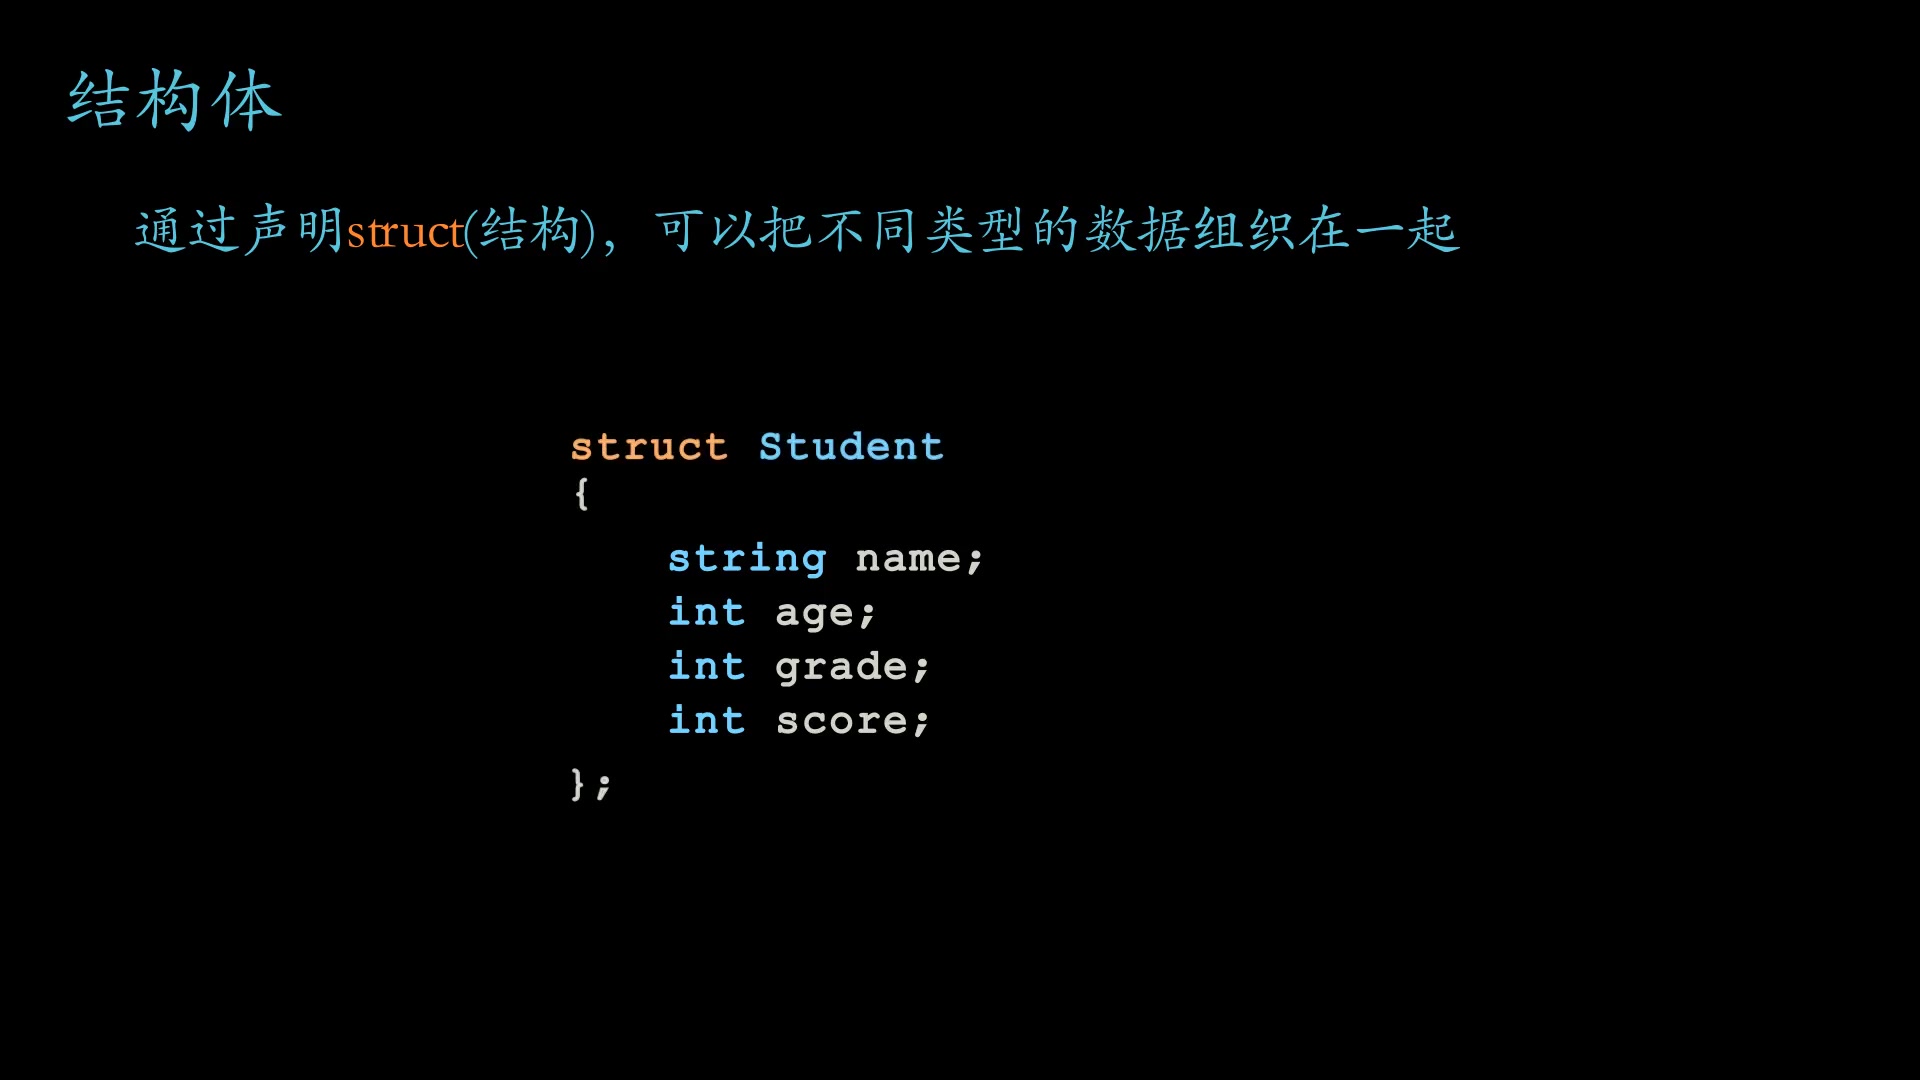 结构体
通过声明struct(结构)，可以把不同类型的数据组织在一起
struct Student
{
string name;
int age;
int grade;
int score;
};